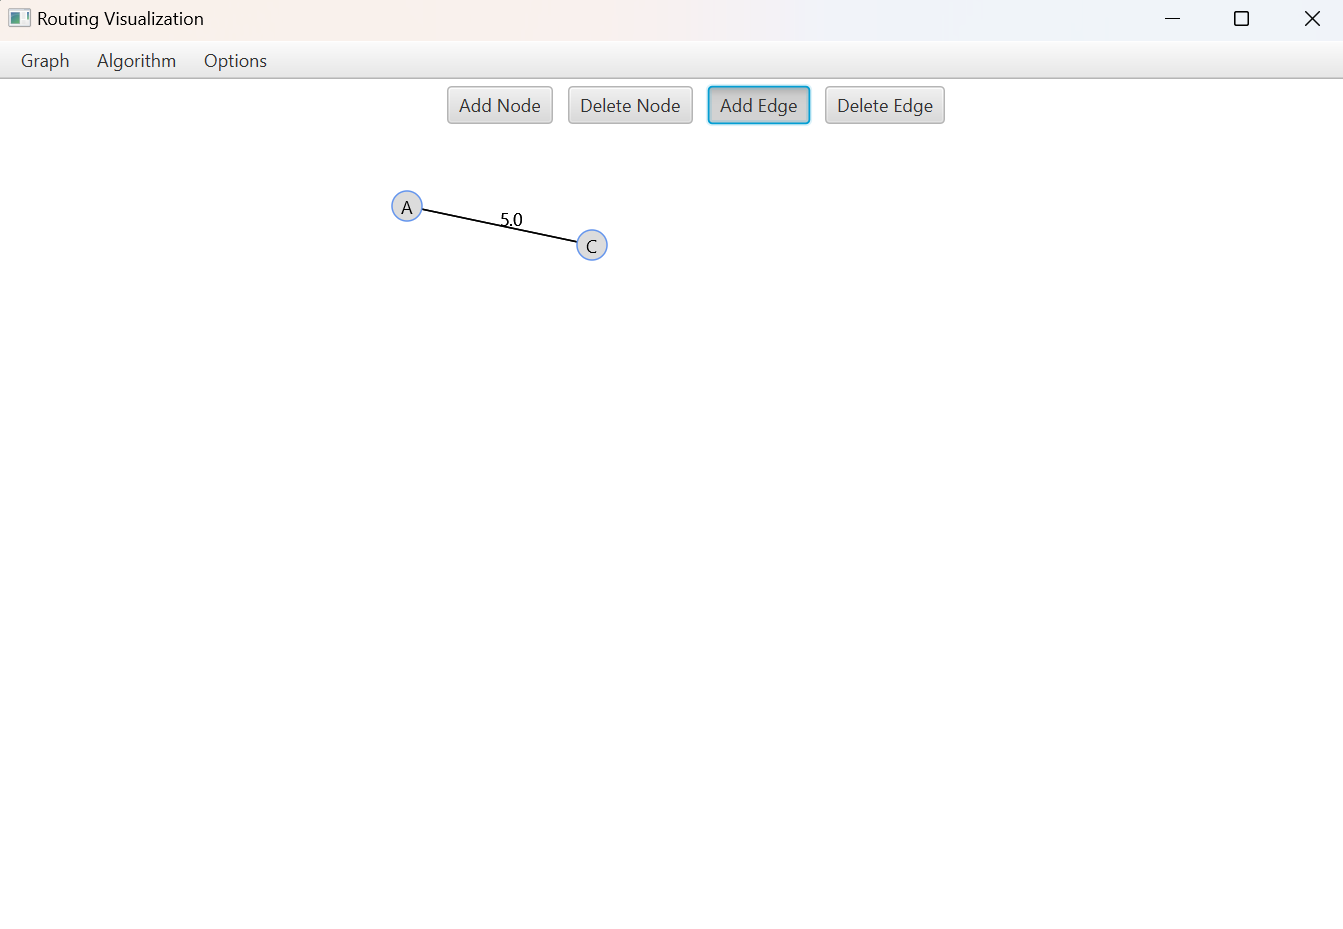 Routing Visualization
Graph Algorithm Options
Add Node Delete Node Add Edge Delete Edge
A
5.0
C